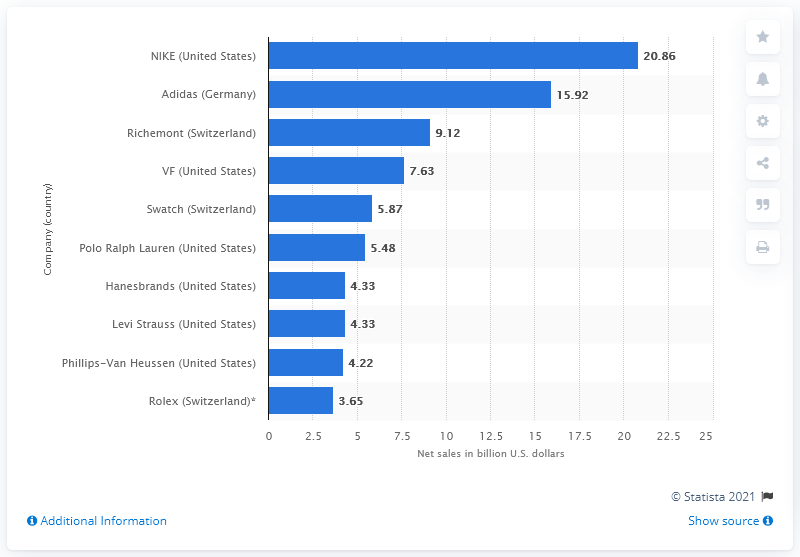 NIKE (United States) 20.86
Adidas (Germany) 15.92
Richemont (Switzerland) 9.12
VF (United States) 7.63
Swatch (Switzerland) 5.87
Polo Ralph Lauren (United States) 5.48
Hanesbrands (United States) 4.33
Levi Strauss (United States) 4.33
Phillips-Van Heussen (United States) 4.22
Rolex (Switzerland)* 3.65
Company (country)
0 2.5 5 7.5 10 12.5 15 17.5 20 22.5 25
Net sales in billion U.S. dollars
© Statista 2021
Additional Information Show source